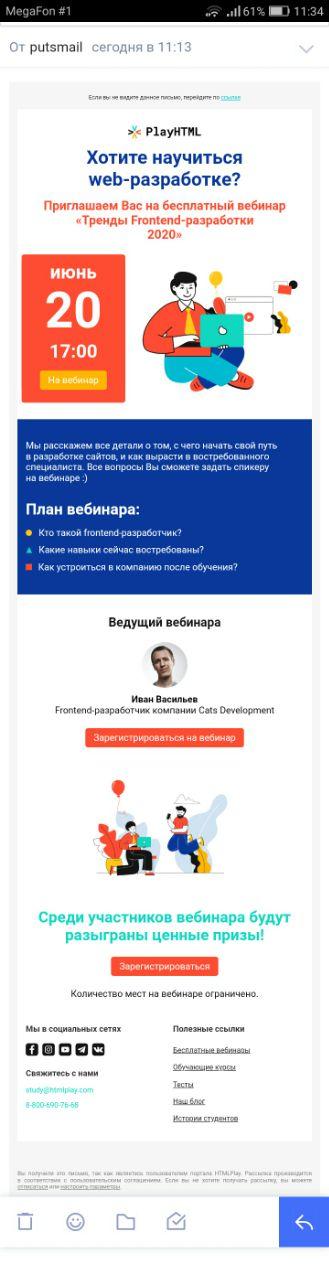 MegaFon #1 61% 11:34
От putsmail сегодня в 11:13
Если вы не видите данное письмо, перейдите по ссылке
PlayHTML
Хотите научиться
web-разработке?
Приглашаем Вас на бесплатный вебинар
«Тренды Frontend-разработки
2020»
июнь
20
17:00
На вебинар
Мы расскажем все детали о том, с чего начать свой путь
в разработке сайтов, и как вырасти в востребованного
специалиста. Все вопросы Вы сможете задать спикеру
на вебинаре :)
План вебинара:
Кто такой frontend-разработчик?
Какие навыки сейчас востребованы?
Как устроиться в компанию после обучения?
Ведущий вебинара
Иван Васильев
Frontend-разработчик компании Cats Development
Зарегистрироваться на вебинар
Среди участников вебинара будут
разыграны ценные призы!
Зарегистрироваться
Количество мест на вебинаре ограничено.
Мы в социальных сетях
Свяжитесь с нами
study@htmlplay.com
8-800-690-76-68
Полезные ссылки
Бесплатные вебинары
Обучающие курсы
Тесты
Наш блог
Истории студентов
Вы получили это письмо, так как являетесь пользователем портала HTMLPlay. Рассылка производится
в соответствии с пользовательским соглашением. Если вы не хотите получать рассылку, вы можете
отписаться или настроить параметры.